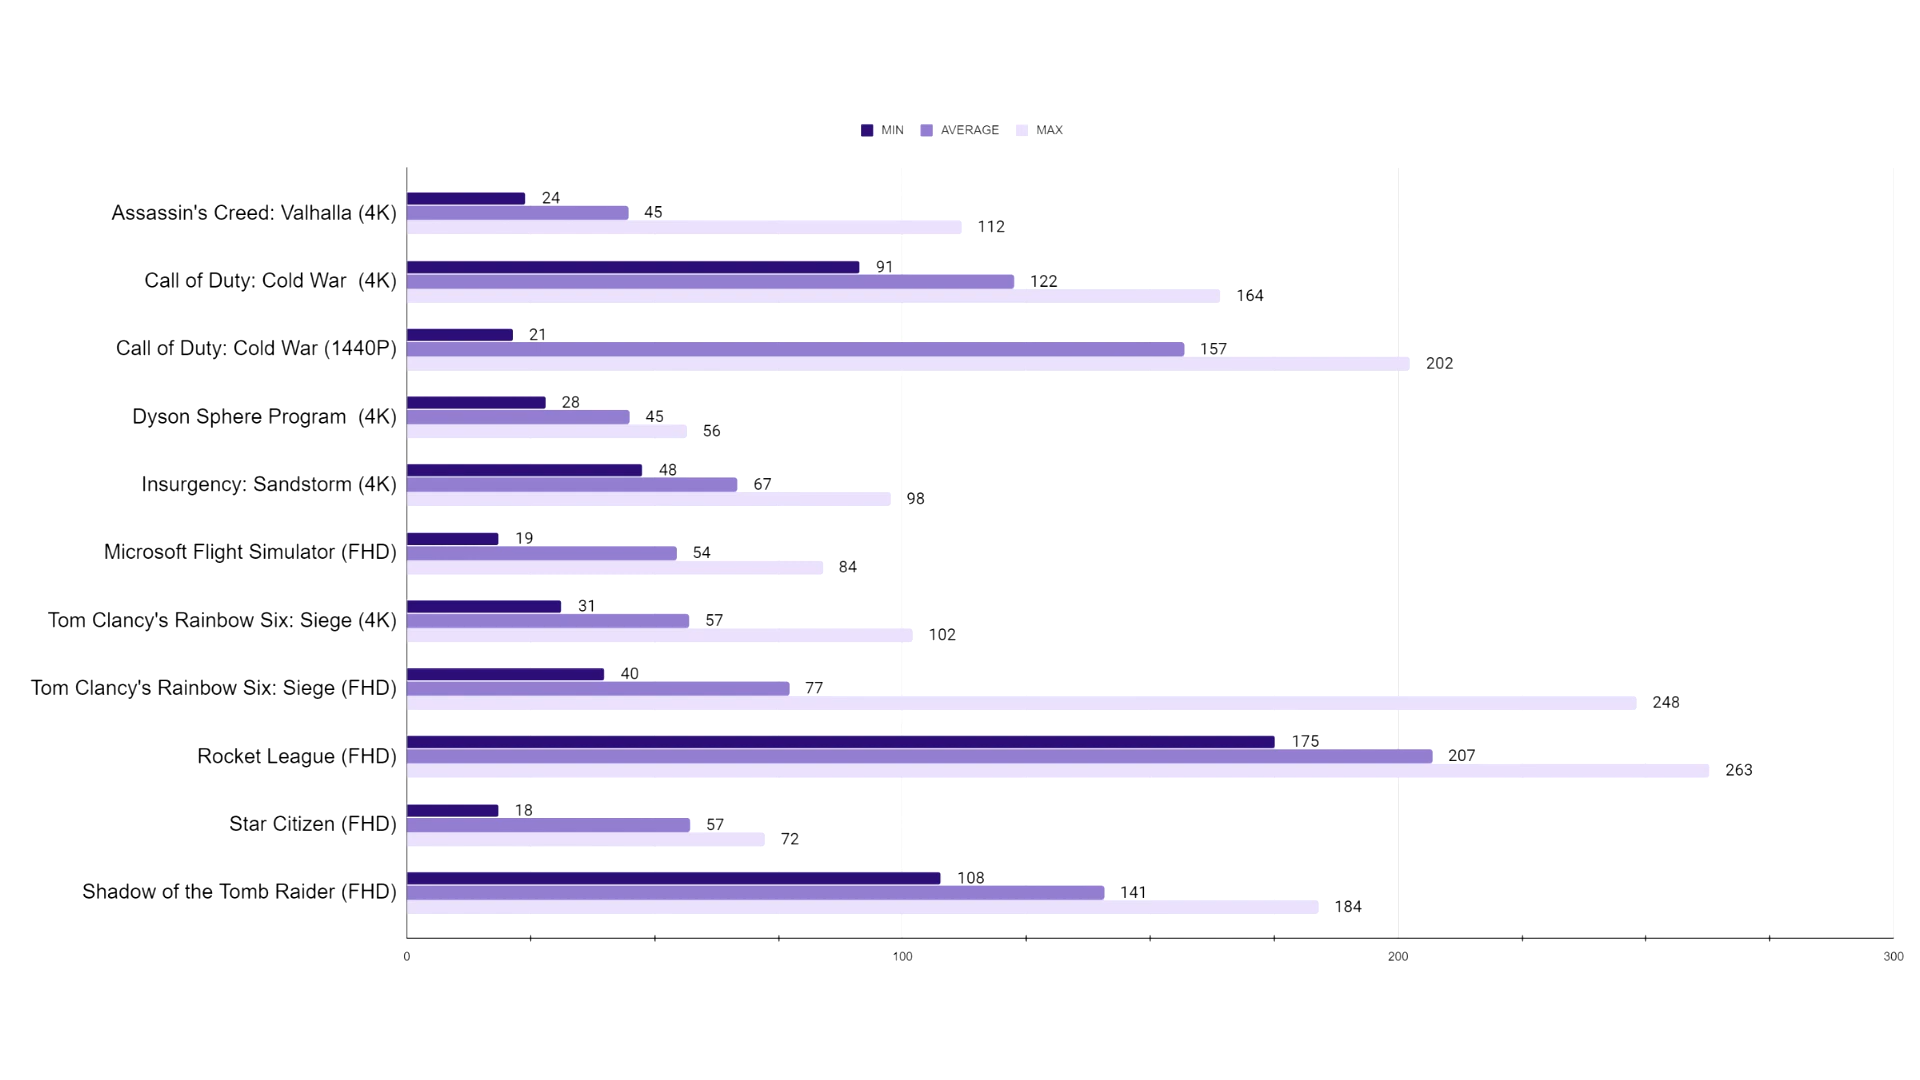 MIN AVERAGE MAX
Assassin's Creed: Valhalla (4K) 24 45 112
Call of Duty: Cold War  (4K) 91 122 164
Call of Duty: Cold War (1440P) 21 157 202
Dyson Sphere Program  (4K) 28 45 56
Insurgency: Sandstorm (4K) 48 67 98
Microsoft Flight Simulator (FHD) 19 54 84
Tom Clancy's Rainbow Six: Siege (4K) 31 57 102
Tom Clancy's Rainbow Six: Siege (FHD) 40 77 248
Rocket League (FHD) 175 207 263
Star Citizen (FHD) 18 57 72
Shadow of the Tomb Raider (FHD) 108 141 184
0 100 200 300